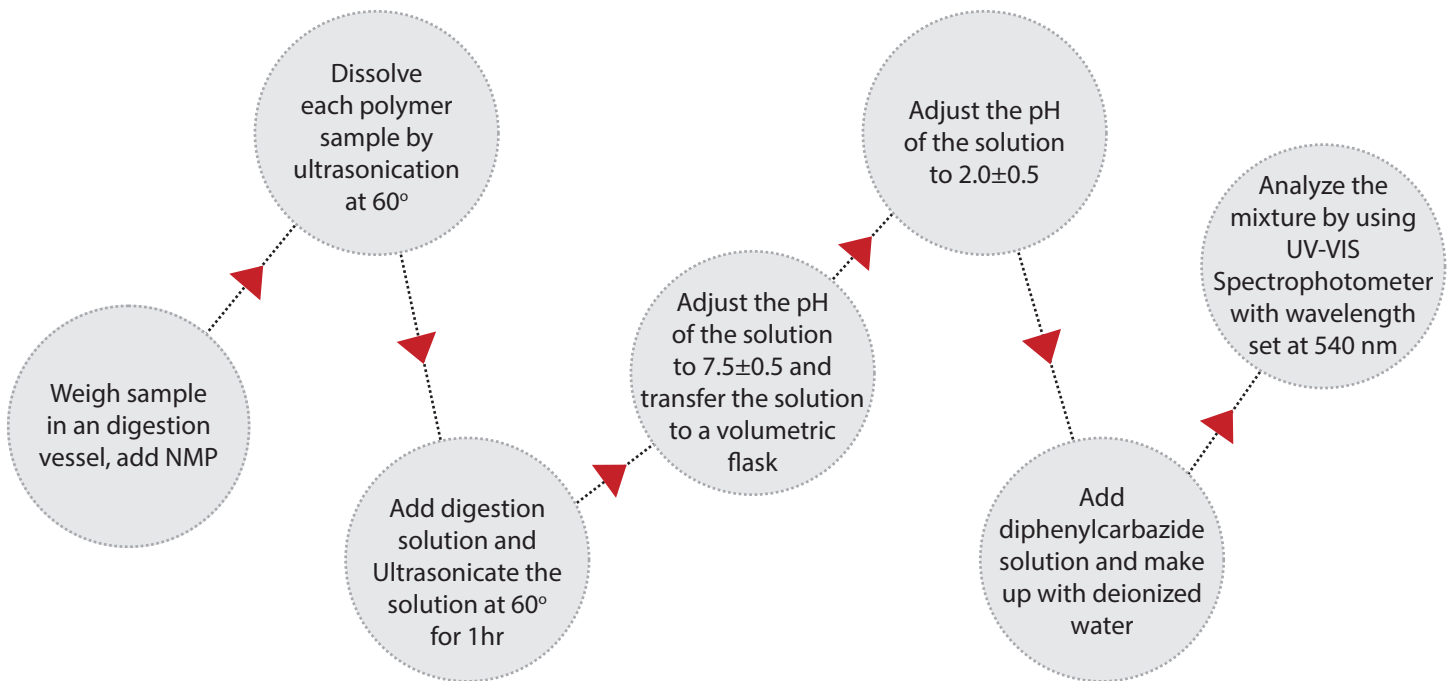 Weigh sample
in an digestion
vessel, add NMP
Dissolve
each polymer
sample by
ultrasonication
at 60º
Add digestion
solution and
Ultrasonicate the
solution at 60º
for 1hr
Adjust the pH
of the solution
to 7.5±0.5 and
transfer the solution
to a volumetric
flask
Adjust the pH
of the solution
to 2.0±0.5
Add
diphenylcarbazide
solution and make
up with deionized
water
Analyze the
mixture by using
UV-VIS
Spectrophotometer
with wavelength
set at 540 nm